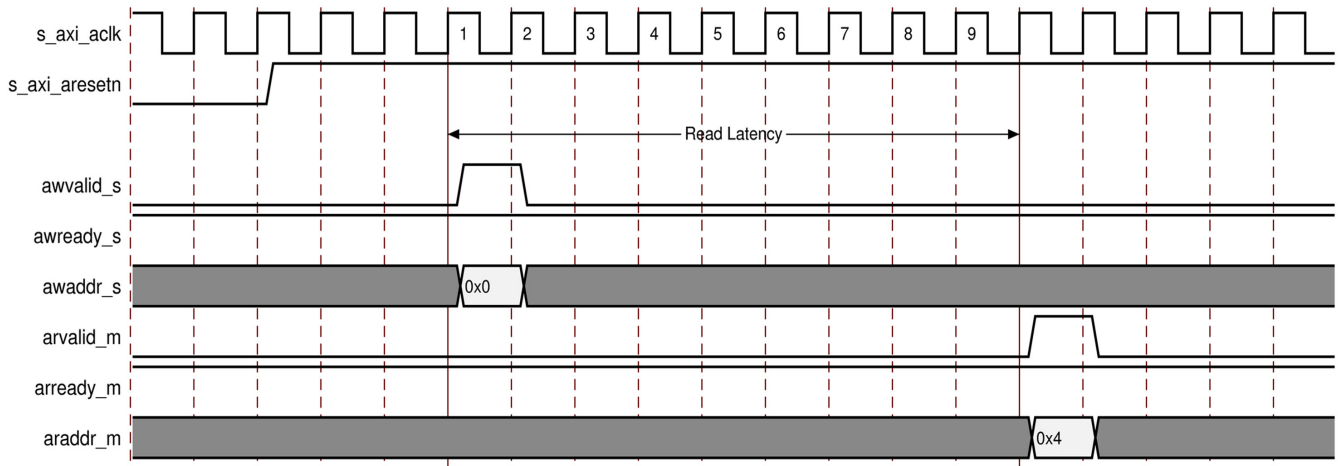 s_axi_aclk 1 2 3 4 5 6 7 8 9
s_axi_aresetn
Read Latency
awvalid_s
awready_s
awaddr_s 0x0
arvalid_m
arready_m
araddr_m 0x4